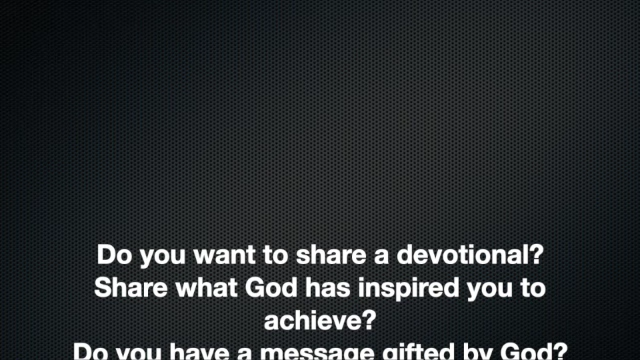 Do you want to share a devotional?
Share what God has inspired you to
achieve?
Do you have a message gifted by God?